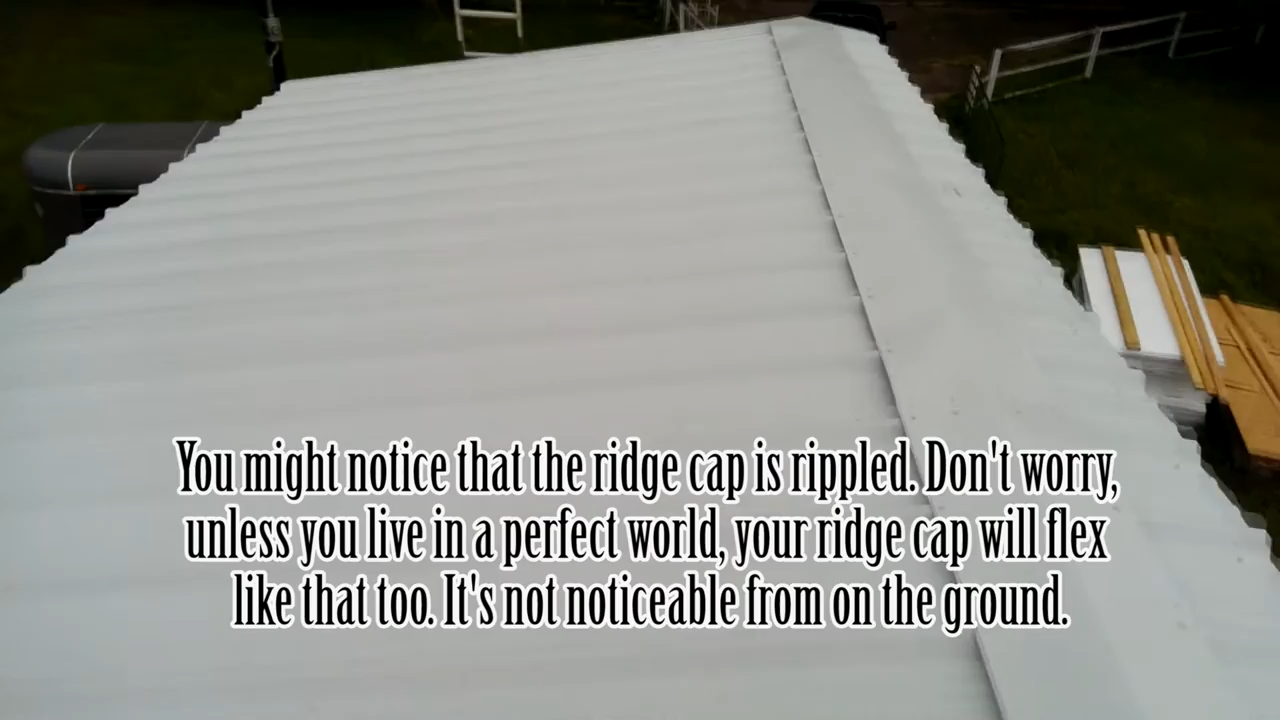 You might notice that the ridge cap is rippled. Don't worry,
unless you live in a perfect world, your ridge cap will flex
like that too. It's not noticeable from on the ground.